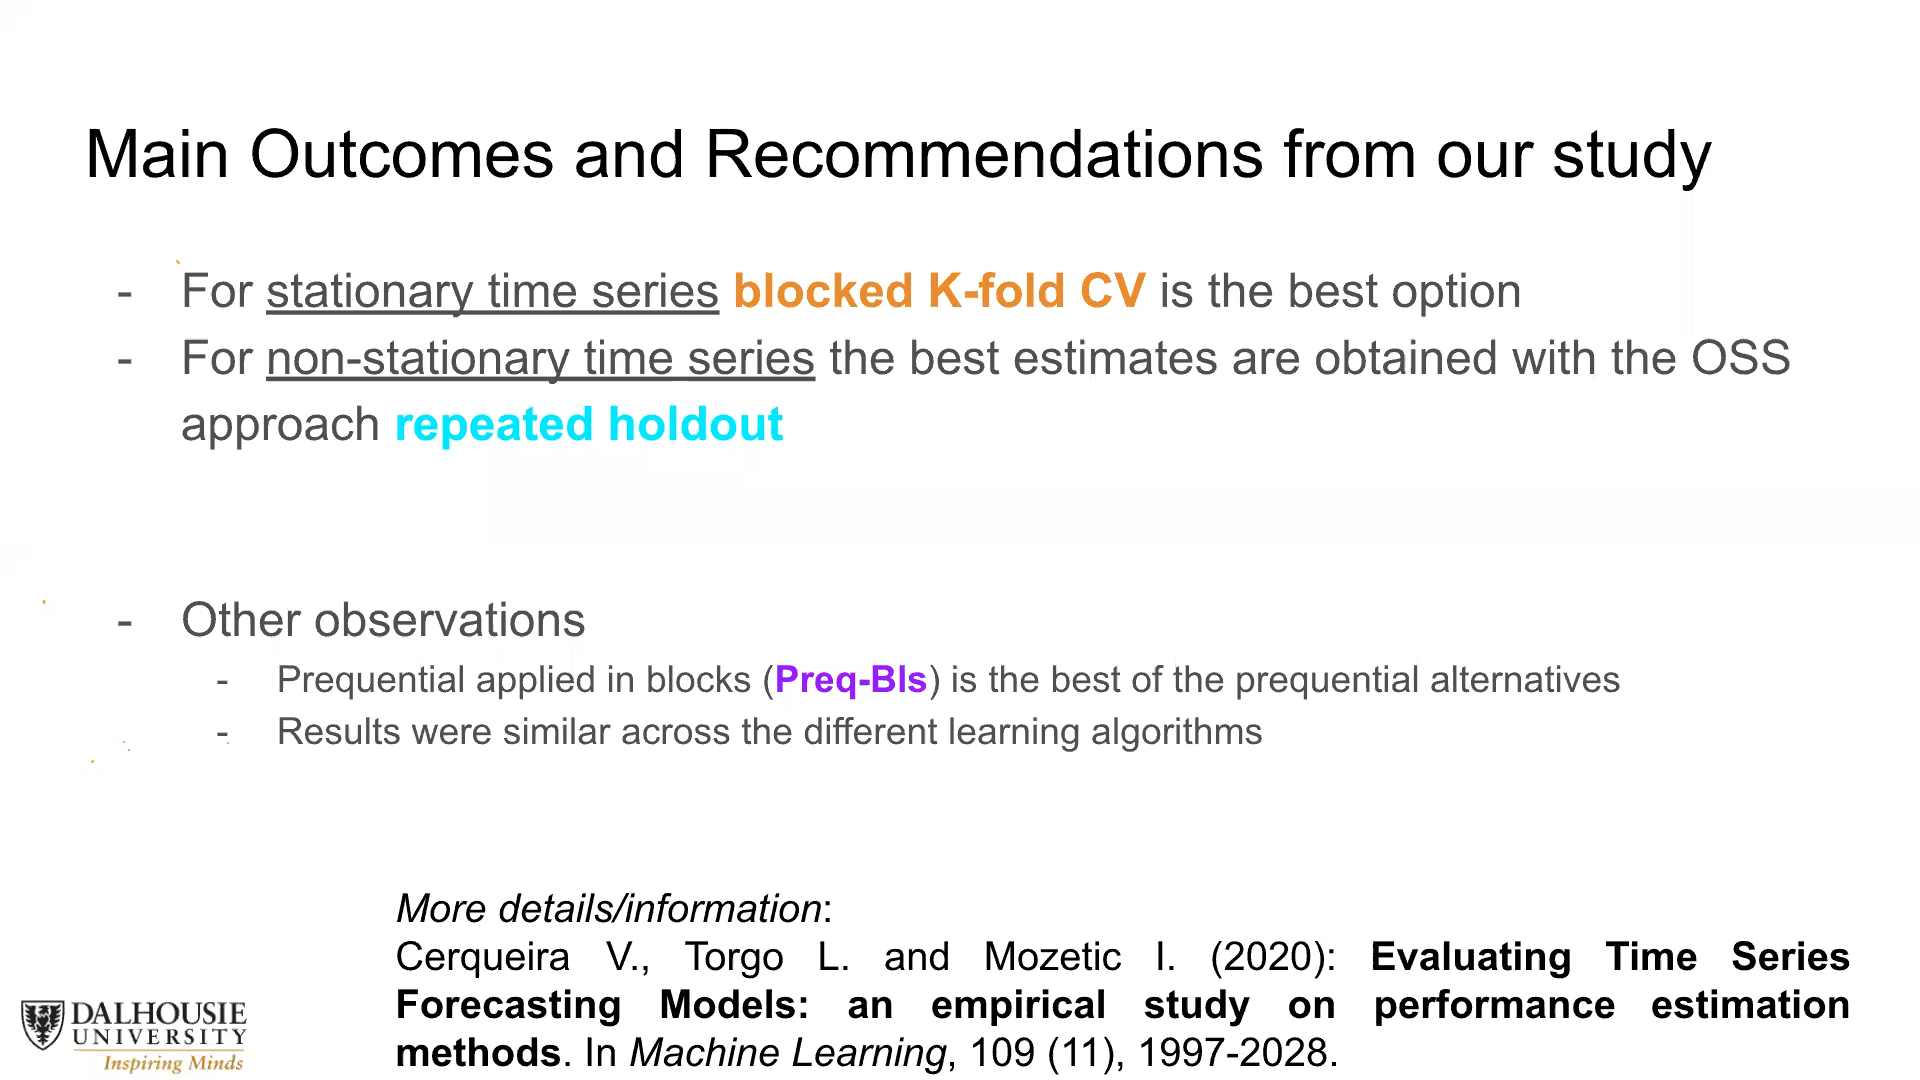 Main Outcomes and Recommendations from our study
- For stationary time series blocked K-fold CV is the best option
- For non-stationary time series the best estimates are obtained with the OSS
approach repeated holdout
- Other observations
- Prequential applied in blocks (Preq-Bls) is the best of the prequential alternatives
- Results were similar across the different learning algorithms
More details/information:
Cerqueira V., Torgo L. and Mozetic I. (2020): Evaluating Time Series
Forecasting Models: an empirical study on performance estimation
methods. In Machine Learning, 109 (11), 1997-2028.
DALHOUSIE
UNIVERSITY
Inspiring Minds